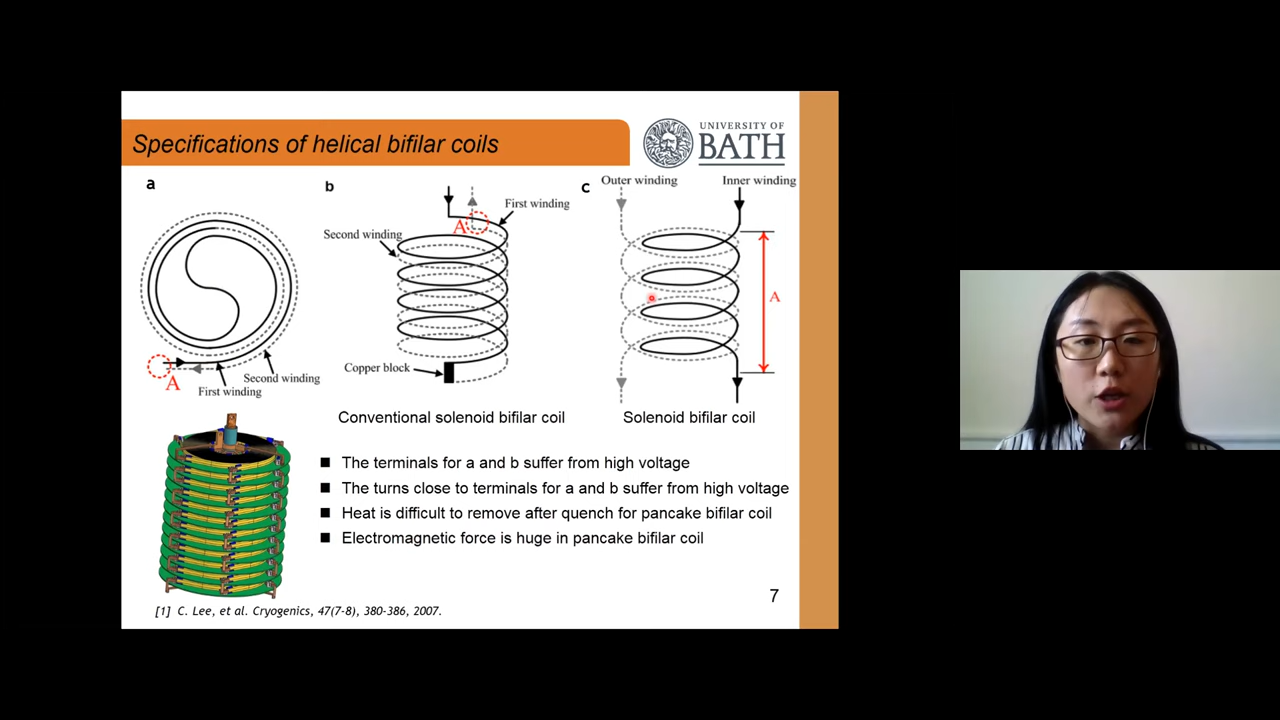 Specifications of helical bifilar coils
UNIVERSITY OF
BATH
a
Second winding
First winding
A
b
First winding
A
Second winding
Copper block
Conventional solenoid bifilar coil
c
Outer winding
Inner winding
A
Solenoid bifilar coil
■ The terminals for a and b suffer from high voltage
■ The turns close to terminals for a and b suffer from high voltage
■ Heat is difficult to remove after quench for pancake bifilar coil
■ Electromagnetic force is huge in pancake bifilar coil
7
[1] C. Lee, et al. Cryogenics, 47(7-8), 380-386, 2007.